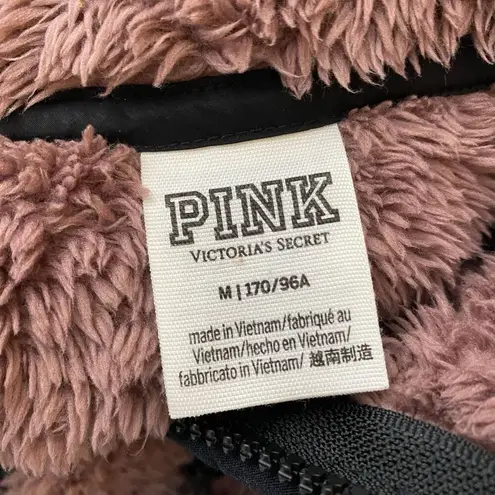 PINK
VICTORIA'S SECRET
M | 170/96A
made in Vietnam/fabriqué au
Vietnam/hecho en Vietnam/
fabbricato in Vietnam/ 越南制造